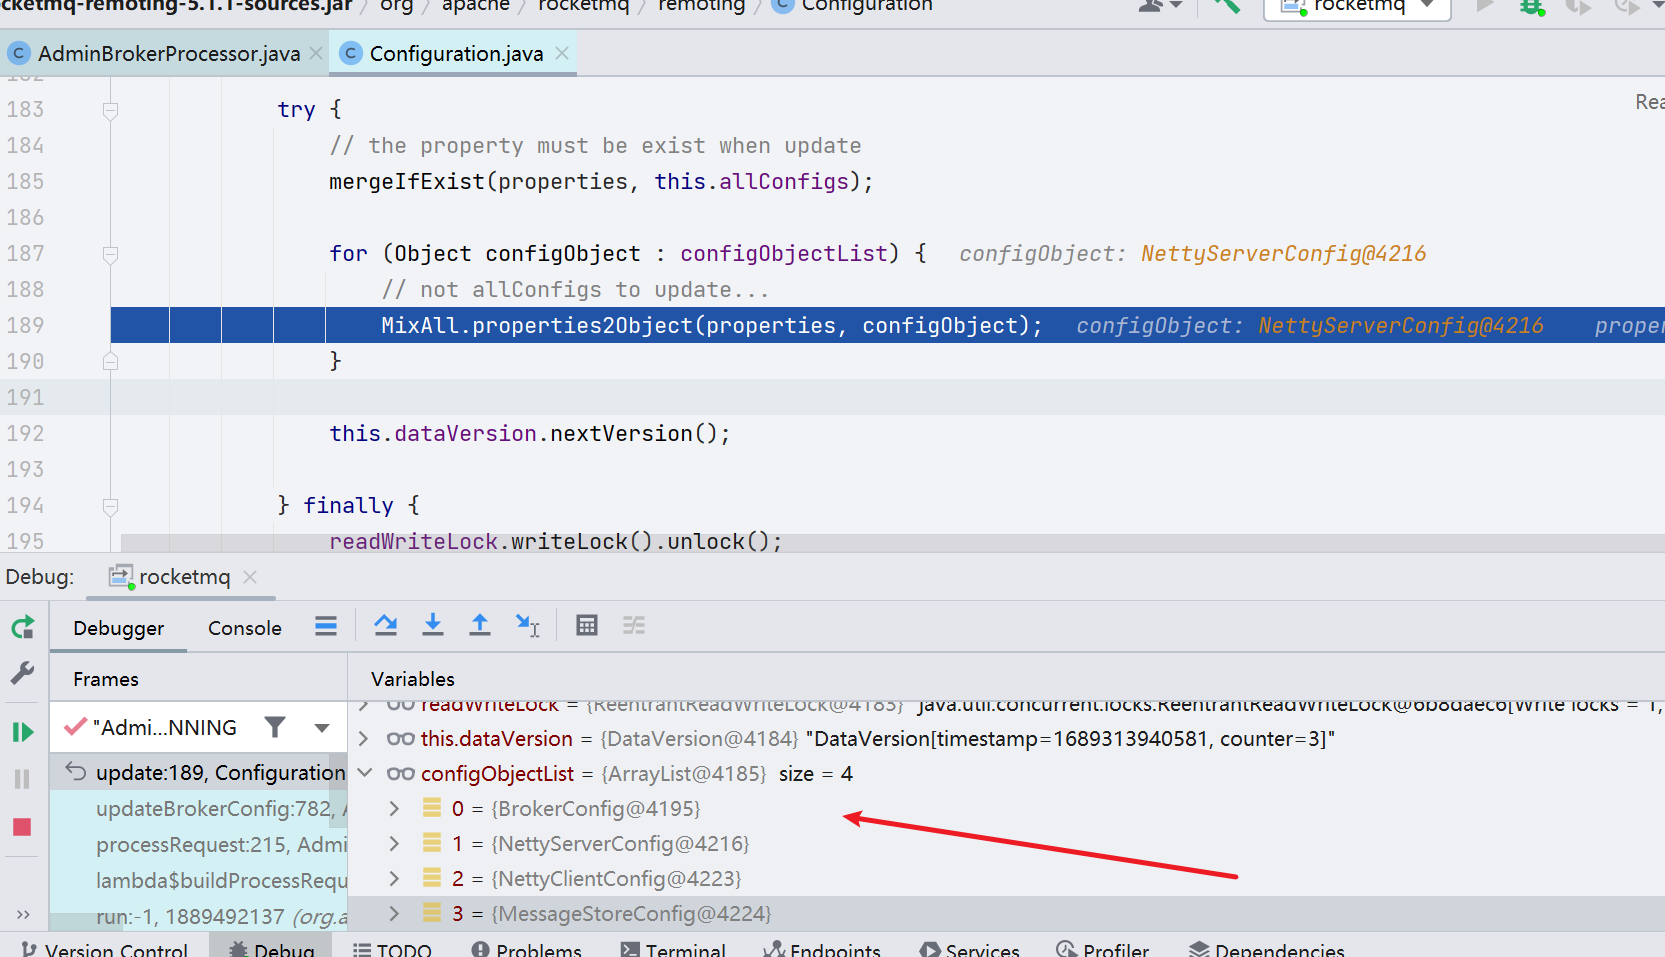 cketmq-remoting-5.1.1-sources.jar org apache rocketmq remoting Configuration rocketmq
AdminBrokerProcessor.java Configuration.java
182
183 try { Rea
184 // the property must be exist when update
185 mergeIfExist(properties, this.allConfigs);
186
187 for (Object configObject : configObjectList) { configObject: NettyServerConfig@4216
188 // not allConfigs to update...
189 MixAll.properties2Object(properties, configObject); configObject: NettyServerConfig@4216 proper
190 }
191
192 this.dataVersion.nextVersion();
193
194 } finally {
195 readWriteLock.writeLock().unlock();
Debug: rocketmq
Debugger Console
Frames Variables
readWriteLock = {ReentrantReadWriteLock@4183} "java.util.concurrent.locks.ReentrantReadWriteLock@6b8daec6[Write locks = 1,
"Admi...NNING this.dataVersion = {DataVersion@4184} "DataVersion[timestamp=1689313940581, counter=3]"
update:189, Configuration configObjectList = {ArrayList@4185} size = 4
updateBrokerConfig:782, A 0 = {BrokerConfig@4195}
processRequest:215, Admi 1 = {NettyServerConfig@4216}
lambda$buildProcessRequ 2 = {NettyClientConfig@4223}
run:-1, 1889492137 (org.a 3 = {MessageStoreConfig@4224}
Version Control Debug TODO Problems Terminal Endpoints Services Profiler Dependencies